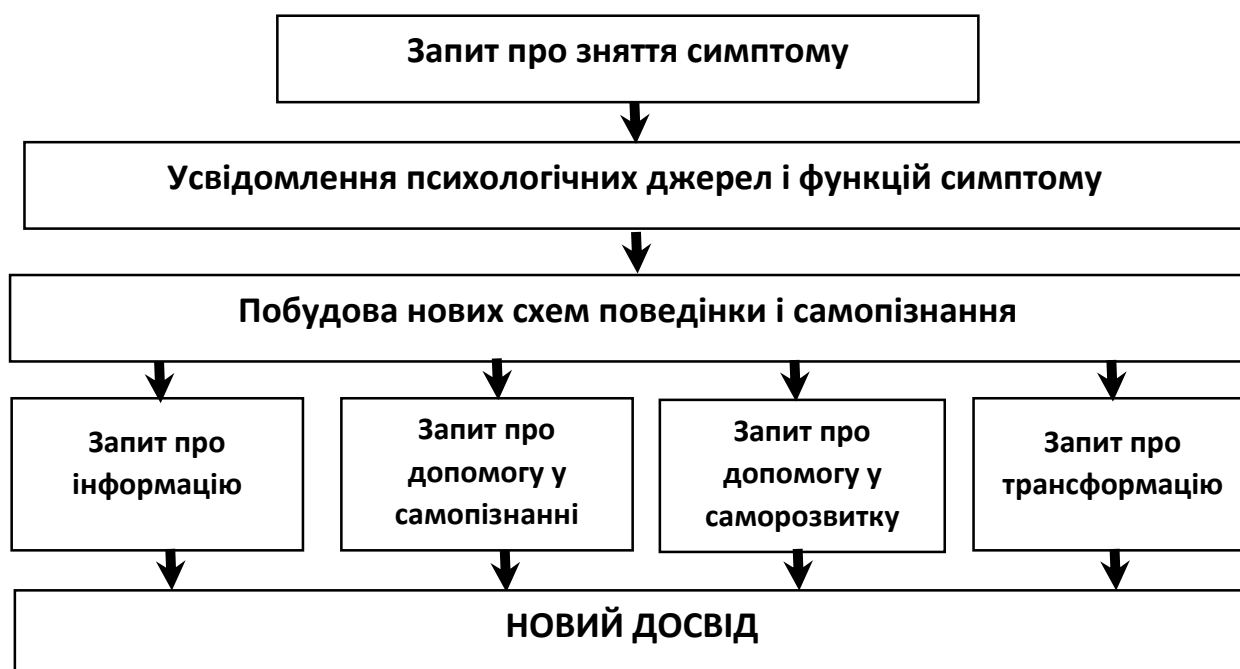 Запит про зняття симптому
Усвідомлення психологічних джерел і функцій симптому
Побудова нових схем поведінки і самопізнання
Запит про
інформацію
Запит про
допомогу у
самопізнанні
Запит про
допомогу у
саморозвитку
Запит про
трансформацію
НОВИЙ ДОСВІД